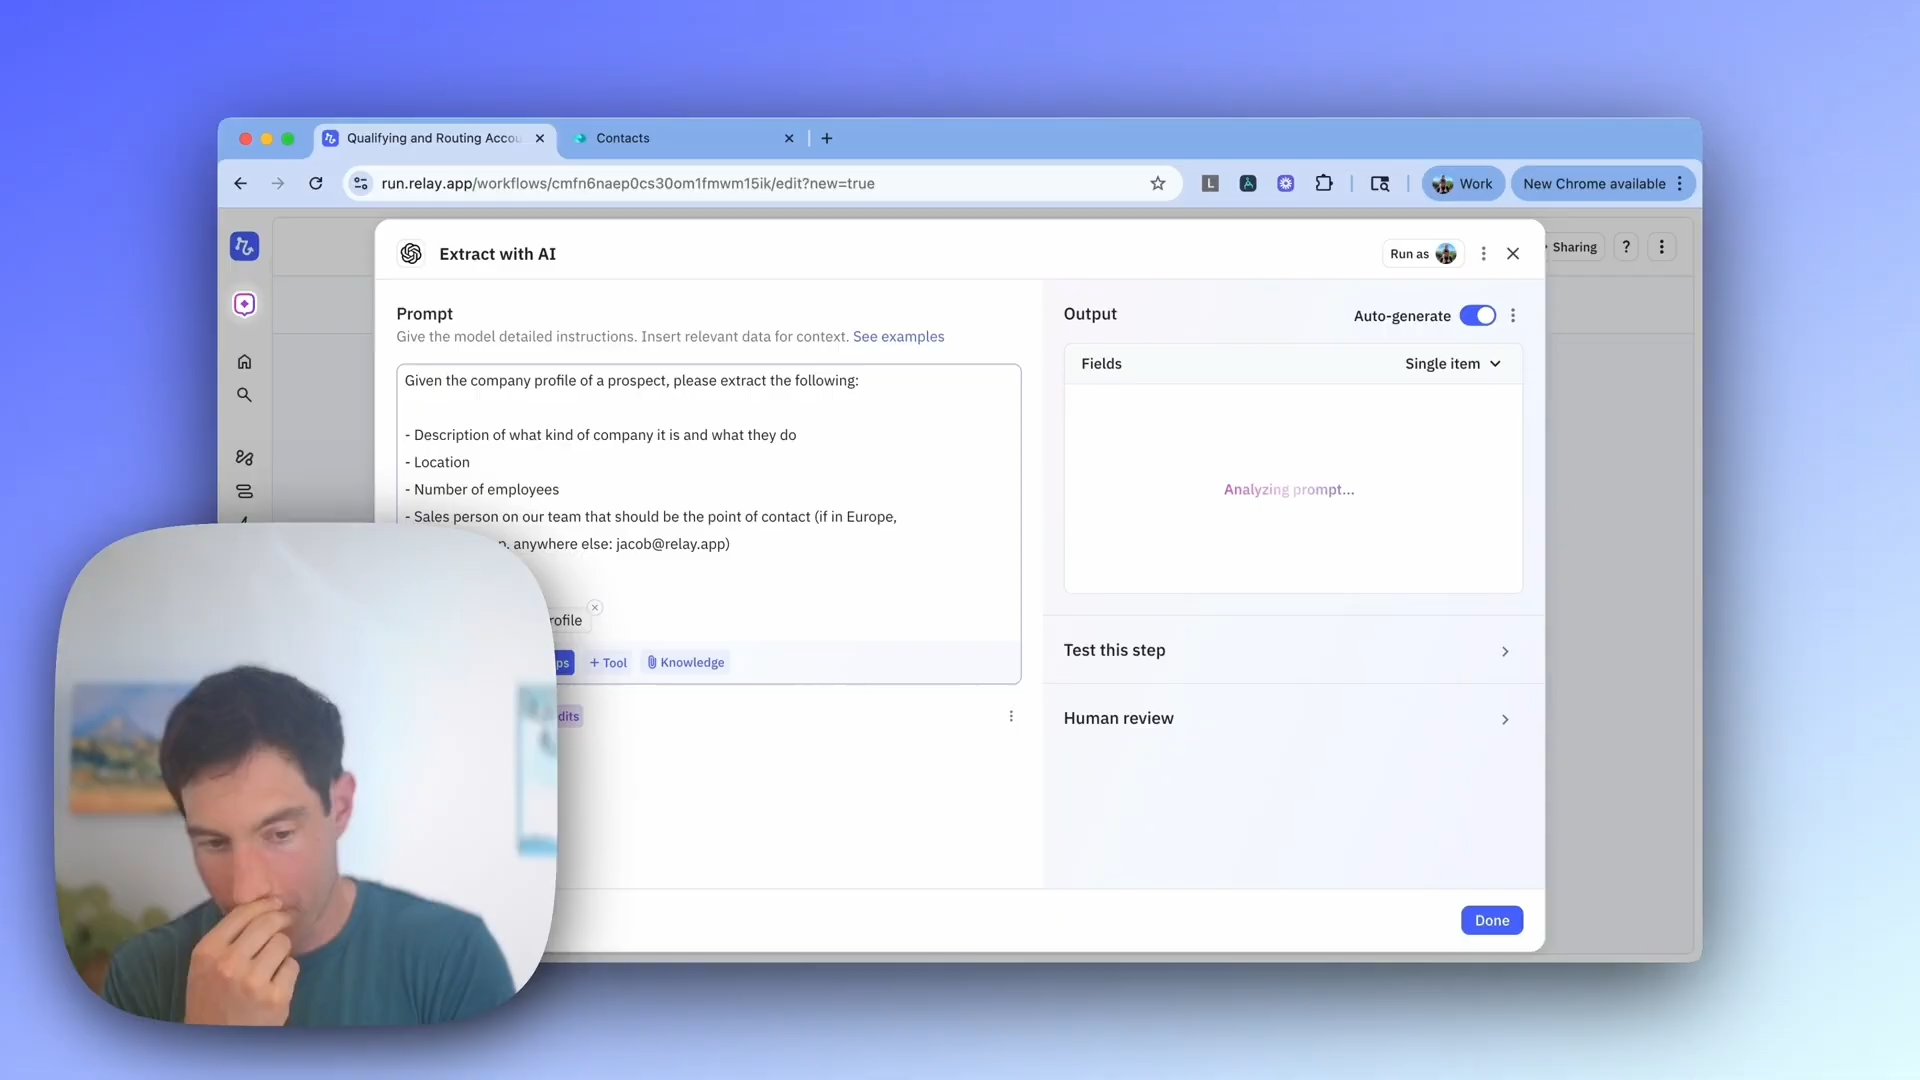 Qualifying and Routing Accou
Contacts
run.relay.app/workflows/cmfn6naep0cs30om1fmwm15ik/edit?new=true
L
Work
New Chrome available
Extract with AI
Run as
Sharing
?
Prompt
Give the model detailed instructions. Insert relevant data for context. See examples
Given the company profile of a prospect, please extract the following:
- Description of what kind of company it is and what they do
- Location
- Number of employees
- Sales person on our team that should be the point of contact (if in Europe,
anywhere else: jacob@relay.app)
rofile
ps
+ Tool
Knowledge
dits
Output
Auto-generate
Fields
Single item
Analyzing prompt...
Test this step
Human review
Done